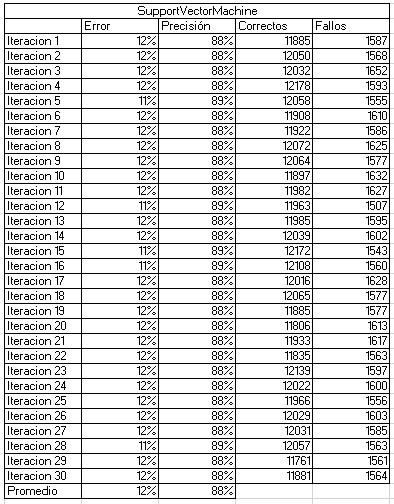 SupportVectorMachine
Error Precisión Correctos Fallos
Iteracion 1 12% 88% 11885 1587
Iteracion 2 12% 88% 12050 1568
Iteracion 3 12% 88% 12032 1652
Iteracion 4 12% 88% 12178 1593
Iteracion 5 11% 89% 12058 1555
Iteracion 6 12% 88% 11908 1610
Iteracion 7 12% 88% 11922 1586
Iteracion 8 12% 88% 12072 1625
Iteracion 9 12% 88% 12064 1577
Iteracion 10 12% 88% 11897 1632
Iteracion 11 12% 88% 11982 1627
Iteracion 12 11% 89% 11963 1507
Iteracion 13 12% 88% 11985 1595
Iteracion 14 12% 88% 12039 1602
Iteracion 15 11% 89% 12172 1543
Iteracion 16 11% 89% 12108 1560
Iteracion 17 12% 88% 12016 1628
Iteracion 18 12% 88% 12065 1577
Iteracion 19 12% 88% 11885 1577
Iteracion 20 12% 88% 11806 1613
Iteracion 21 12% 88% 11933 1617
Iteracion 22 12% 88% 11835 1563
Iteracion 23 12% 88% 12139 1597
Iteracion 24 12% 88% 12022 1600
Iteracion 25 12% 88% 11966 1556
Iteracion 26 12% 88% 12029 1603
Iteracion 27 12% 88% 12031 1585
Iteracion 28 11% 89% 12057 1563
Iteracion 29 12% 88% 11761 1561
Iteracion 30 12% 88% 11881 1564
Promedio 12% 88%